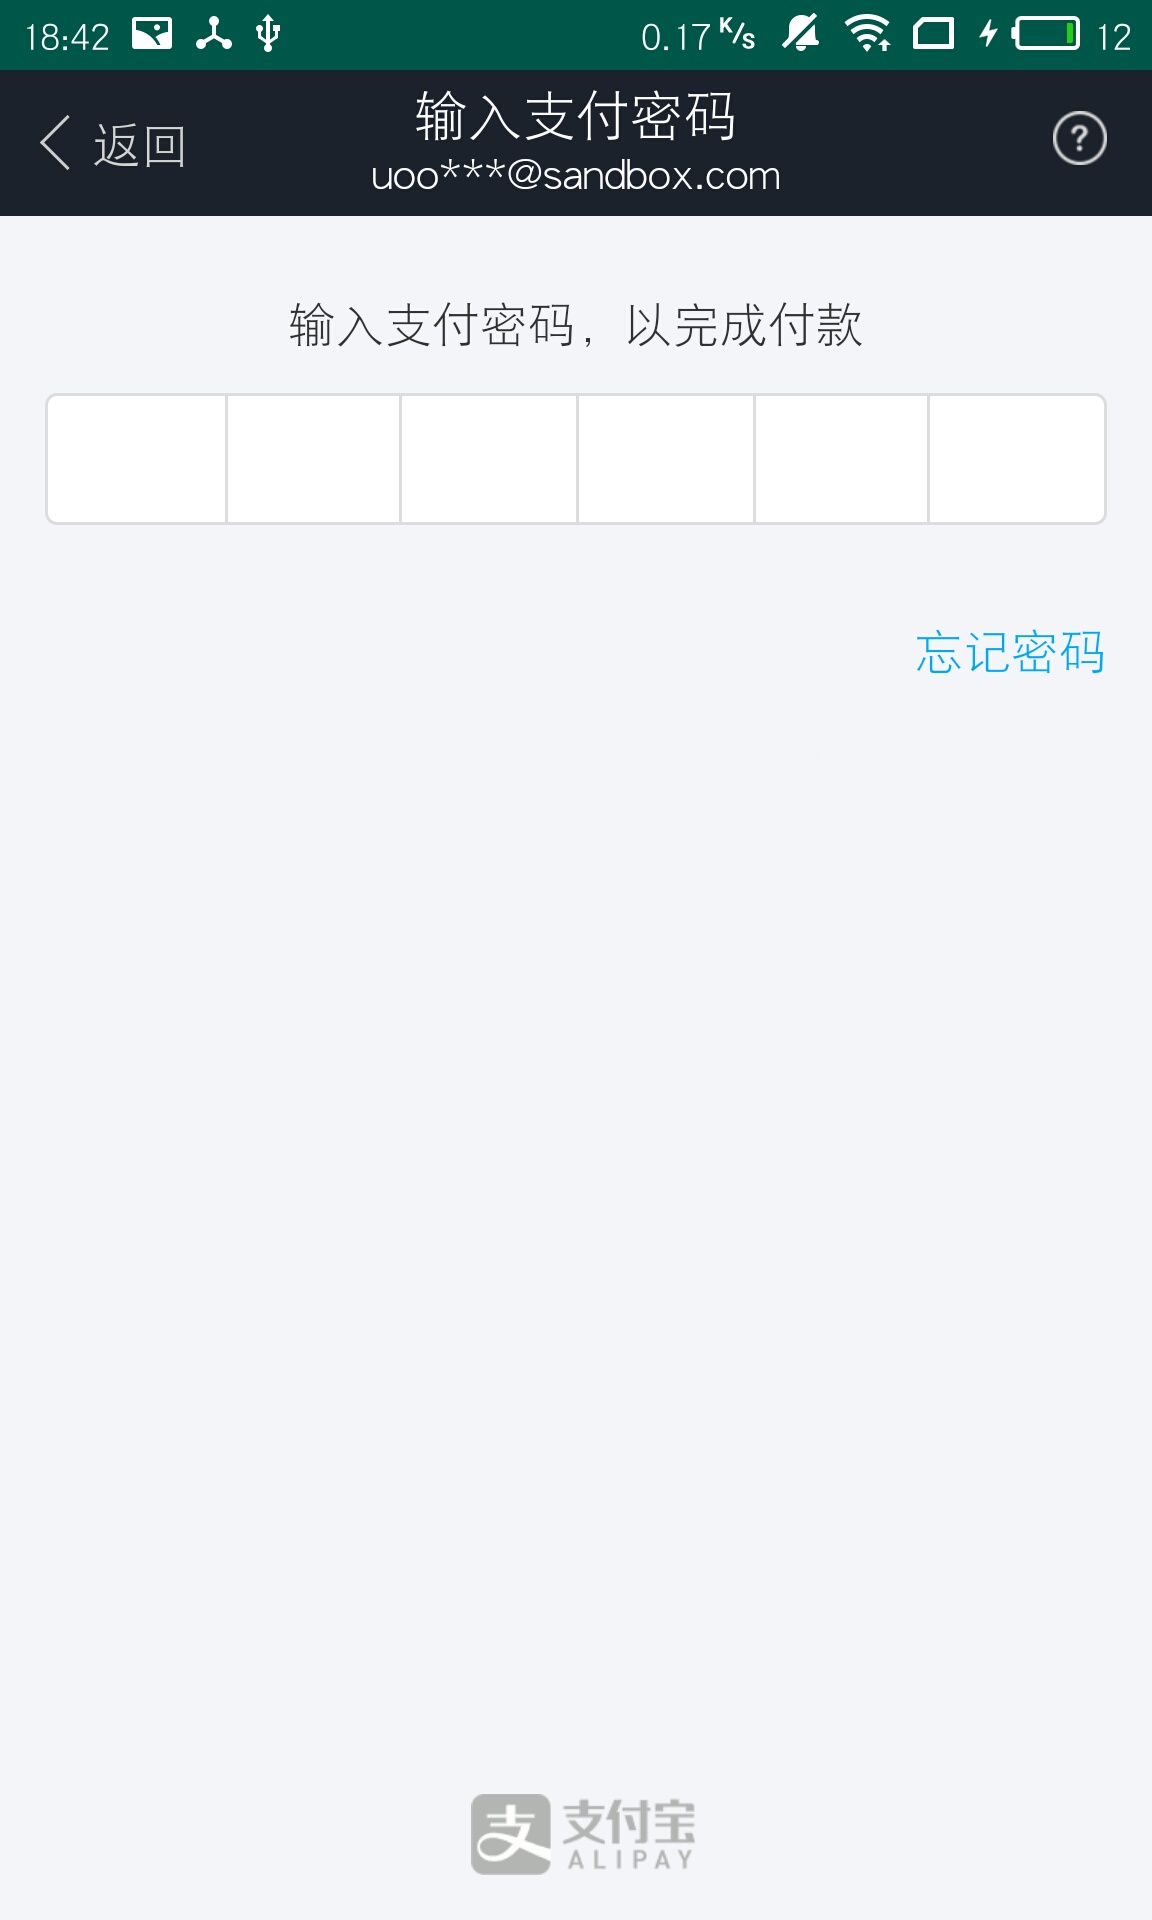 18:42 0.17 K/s 12
返回
输入支付密码
uoo***@sandbox.com
?
输入支付密码，以完成付款
忘记密码
支 支付宝
ALIPAY